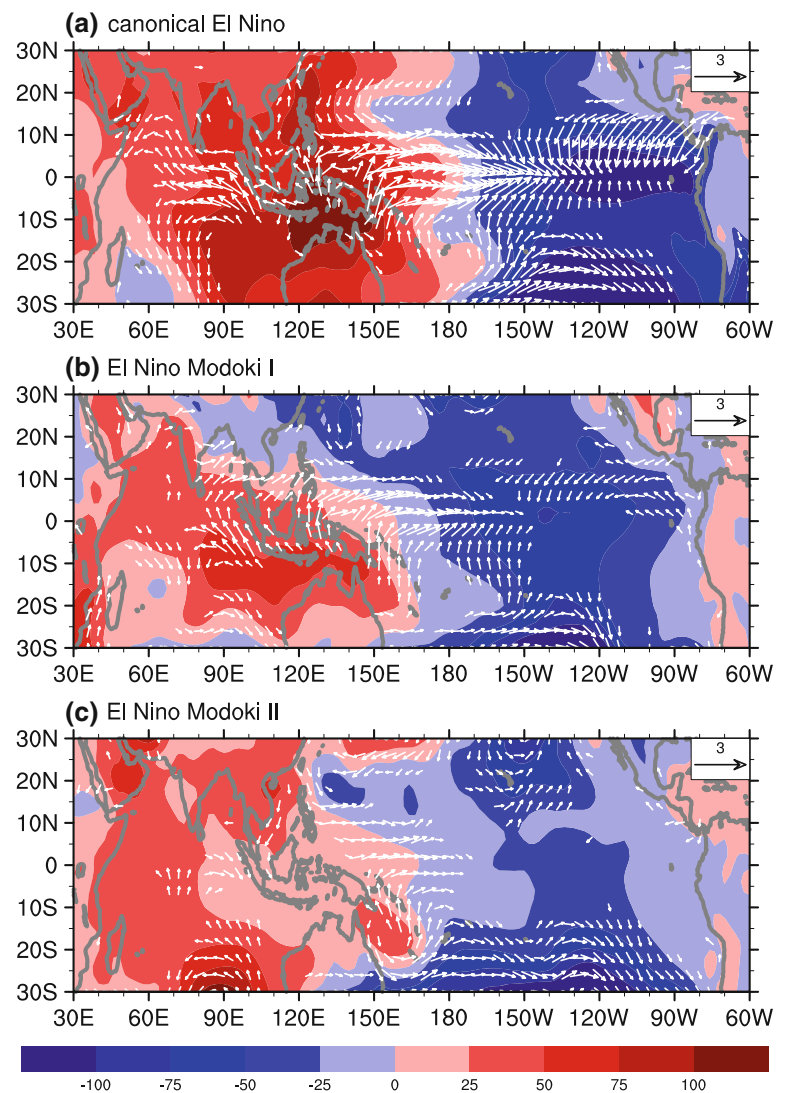 (a) canonical El Nino
3
30N
20N
10N
0
10S
20S
30S
30E 60E 90E 120E 150E 180 150W 120W 90W 60W
(b) El Nino Modoki I
3
30N
20N
10N
0
10S
20S
30S
30E 60E 90E 120E 150E 180 150W 120W 90W 60W
(c) El Nino Modoki II
3
30N
20N
10N
0
10S
20S
30S
30E 60E 90E 120E 150E 180 150W 120W 90W 60W
-100 -75 -50 -25 0 25 50 75 100